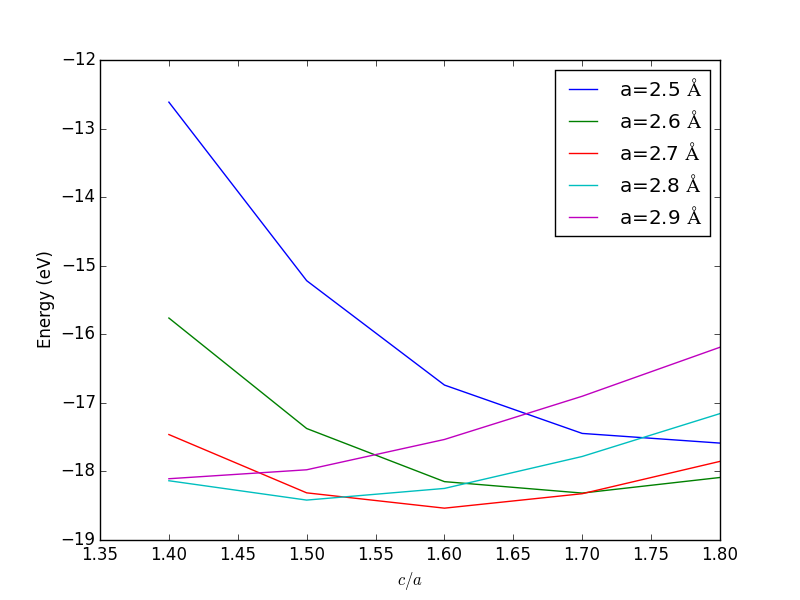 −12
−13
−14
−15
−16
−17
−18
−19
Energy (eV)
1.35 1.40 1.45 1.50 1.55 1.60 1.65 1.70 1.75 1.80
c/a
a=2.5 Å
a=2.6 Å
a=2.7 Å
a=2.8 Å
a=2.9 Å